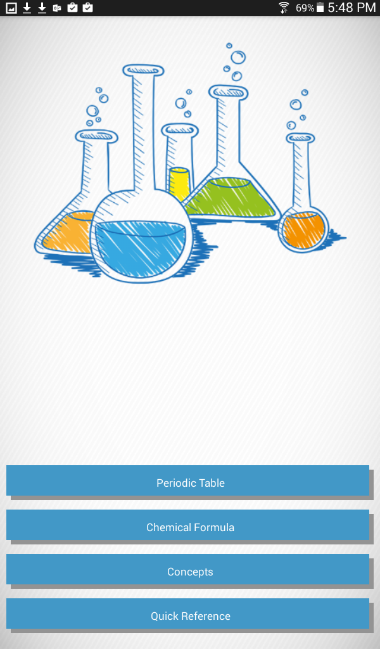 69% 5:48 PM
Periodic Table
Chemical Formula
Concepts
Quick Reference